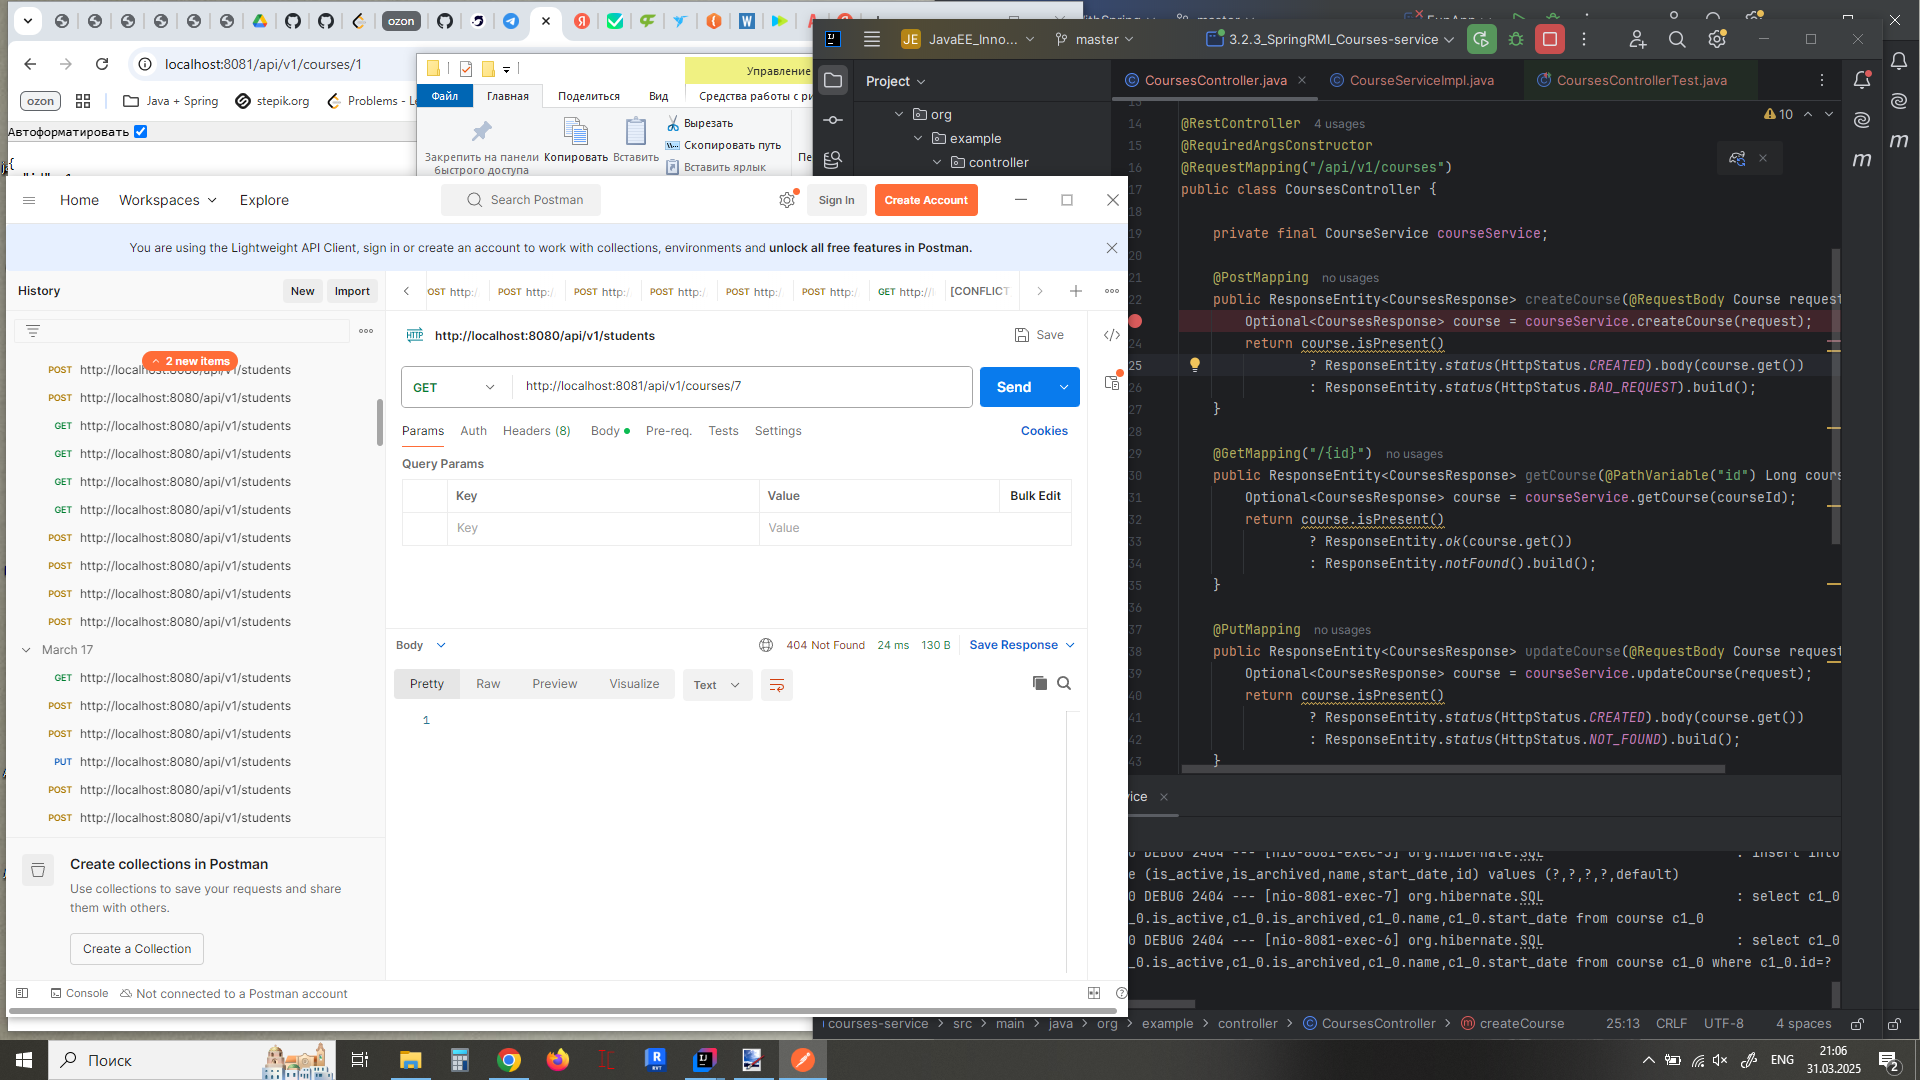 ozon
localhost:8081/api/v1/courses/1
ozon
Java + Spring
stepik.org
Problems - L
Автоформатировать
{
Управление
Файл
Главная
Поделиться
Вид
Средства работы с ри
Закрепить на панели быстрого доступа
Копировать
Вставить
Вырезать
Скопировать путь
Вставить ярлык
Home
Workspaces
Explore
Search Postman
Sign In
Create Account
You are using the Lightweight API Client, sign in or create an account to work with collections, environments and unlock all free features in Postman.
History
New
Import
OST http:/
POST http:/
POST http:/
POST http:/
POST http:/
POST http:/
GET http://l
[CONFLICT
2 new items
POST http://localhost:8080/api/v1/students
POST http://localhost:8080/api/v1/students
GET http://localhost:8080/api/v1/students
GET http://localhost:8080/api/v1/students
GET http://localhost:8080/api/v1/students
GET http://localhost:8080/api/v1/students
POST http://localhost:8080/api/v1/students
POST http://localhost:8080/api/v1/students
POST http://localhost:8080/api/v1/students
POST http://localhost:8080/api/v1/students
March 17
GET http://localhost:8080/api/v1/students
POST http://localhost:8080/api/v1/students
POST http://localhost:8080/api/v1/students
PUT http://localhost:8080/api/v1/students
POST http://localhost:8080/api/v1/students
POST http://localhost:8080/api/v1/students
Create collections in Postman
Use collections to save your requests and share
them with others.
Create a Collection
HTTP http://localhost:8080/api/v1/students
Save
GET
http://localhost:8081/api/v1/courses/7
Send
Params Auth Headers (8) Body Pre-req. Tests Settings Cookies
Query Params
Key Value Bulk Edit
Key Value
Body 404 Not Found 24 ms 130 B Save Response
Pretty Raw Preview Visualize Text
1
Console Not connected to a Postman account
JE JavaEE_Inno...
master
3.2.3_SpringRMI_Courses-service
Project
org
example
controller
CoursesController.java
CourseServiceImpl.java
CoursesControllerTest.java
10
14 @RestController 4 usages
15 @RequiredArgsConstructor
16 @RequestMapping("/api/v1/courses")
17 public class CoursesController {
18
19 private final CourseService courseService;
20
21 @PostMapping no usages
22 public ResponseEntity<CoursesResponse> createCourse(@RequestBody Course request
Optional<CoursesResponse> course = courseService.createCourse(request);
24 return course.isPresent()
25 ? ResponseEntity.status(HttpStatus.CREATED).body(course.get())
26 : ResponseEntity.status(HttpStatus.BAD_REQUEST).build();
27 }
28
29 @GetMapping("/{id}") no usages
30 public ResponseEntity<CoursesResponse> getCourse(@PathVariable("id") Long cours
31 Optional<CoursesResponse> course = courseService.getCourse(courseId);
32 return course.isPresent()
33 ? ResponseEntity.ok(course.get())
34 : ResponseEntity.notFound().build();
35 }
36
37 @PutMapping no usages
38 public ResponseEntity<CoursesResponse> updateCourse(@RequestBody Course request
39 Optional<CoursesResponse> course = courseService.updateCourse(request);
40 return course.isPresent()
41 ? ResponseEntity.status(HttpStatus.CREATED).body(course.get())
42 : ResponseEntity.status(HttpStatus.NOT_FOUND).build();
43 }
vice
0 DEBUG 2404 --- [nio-8081-exec-5] org.hibernate.SQL : insert into
e (is_active,is_archived,name,start_date,id) values (?,?,?,?,default)
0 DEBUG 2404 --- [nio-8081-exec-7] org.hibernate.SQL : select c1_0
_0.is_active,c1_0.is_archived,c1_0.name,c1_0.start_date from course c1_0
0 DEBUG 2404 --- [nio-8081-exec-6] org.hibernate.SQL : select c1_0
_0.is_active,c1_0.is_archived,c1_0.name,c1_0.start_date from course c1_0 where c1_0.id=?
courses-service > src > main > java > org > example > controller > CoursesController > createCourse
25:13 CRLF UTF-8 4 spaces
Поиск
ENG
21:06
31.03.2025
2